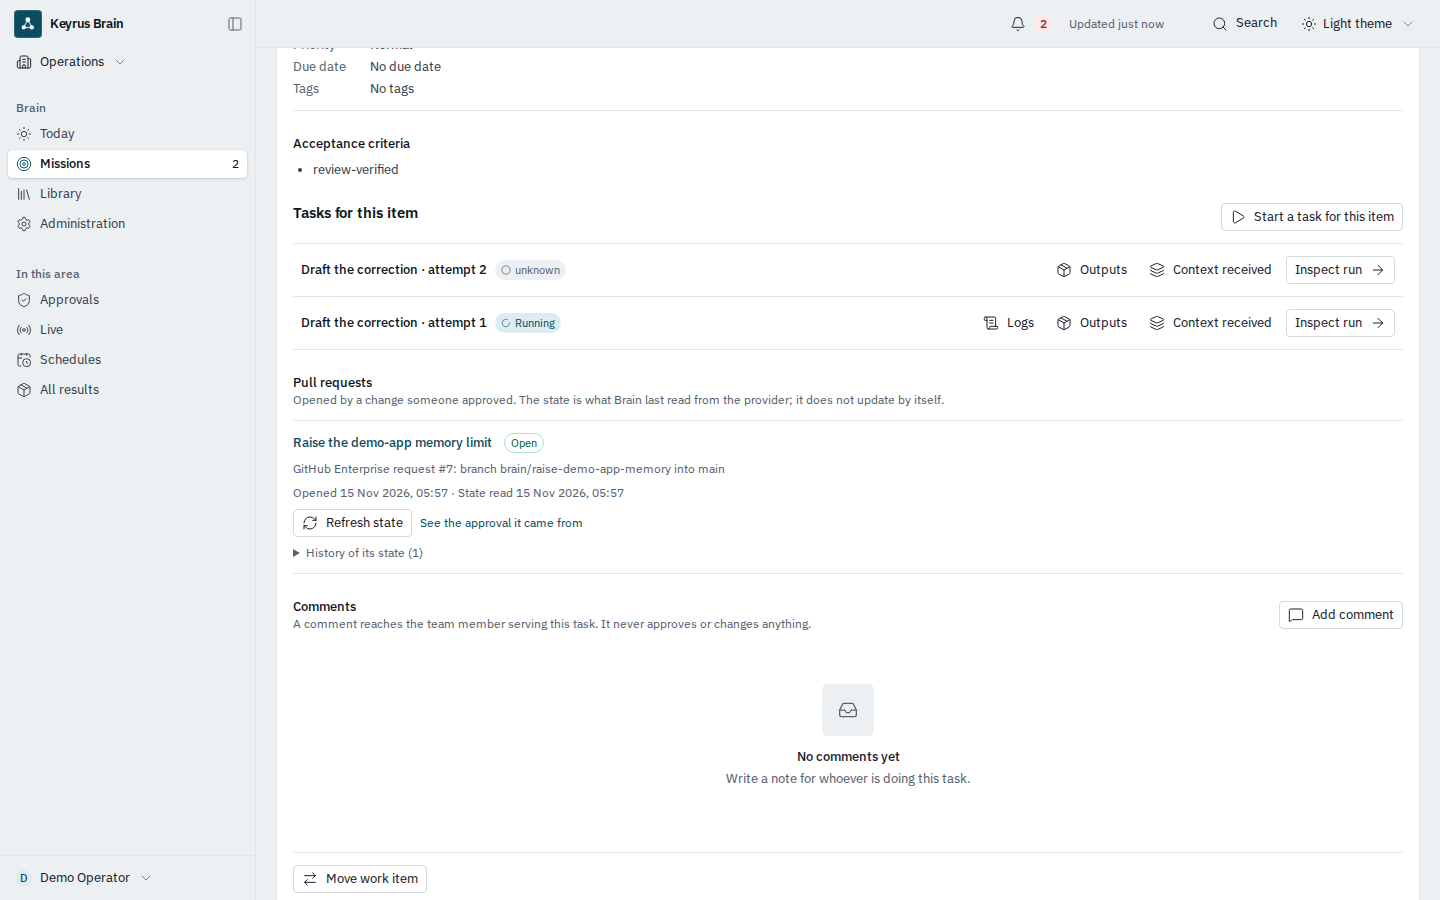 Keyrus Brain
2
Updated just now
Search
Light theme
Operations
Brain
Today
Missions
2
Library
Administration
In this area
Approvals
Live
Schedules
All results
Demo Operator
D
Due date
No due date
Tags
No tags
Acceptance criteria
• review-verified
Tasks for this item
Start a task for this item
Draft the correction · attempt 2
unknown
Outputs
Context received
Inspect run
Draft the correction · attempt 1
Running
Logs
Outputs
Context received
Inspect run
Pull requests
Opened by a change someone approved. The state is what Brain last read from the provider; it does not update by itself.
Raise the demo-app memory limit
Open
GitHub Enterprise request #7: branch brain/raise-demo-app-memory into main
Opened 15 Nov 2026, 05:57 · State read 15 Nov 2026, 05:57
Refresh state
See the approval it came from
History of its state (1)
Comments
A comment reaches the team member serving this task. It never approves or changes anything.
Add comment
No comments yet
Write a note for whoever is doing this task.
Move work item